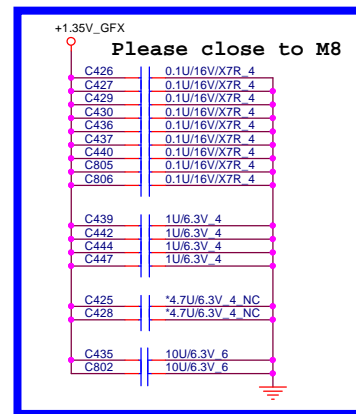 +1.35V_GFX
Please close to M8
C426 0.1U/16V/X7R_4
C427 0.1U/16V/X7R_4
C429 0.1U/16V/X7R_4
C430 0.1U/16V/X7R_4
C436 0.1U/16V/X7R_4
C437 0.1U/16V/X7R_4
C440 0.1U/16V/X7R_4
C805 0.1U/16V/X7R_4
C806 0.1U/16V/X7R_4
C439 1U/6.3V_4
C442 1U/6.3V_4
C444 1U/6.3V_4
C447 1U/6.3V_4
C425 *4.7U/6.3V_4_NC
C428 *4.7U/6.3V_4_NC
C435 10U/6.3V_6
C802 10U/6.3V_6